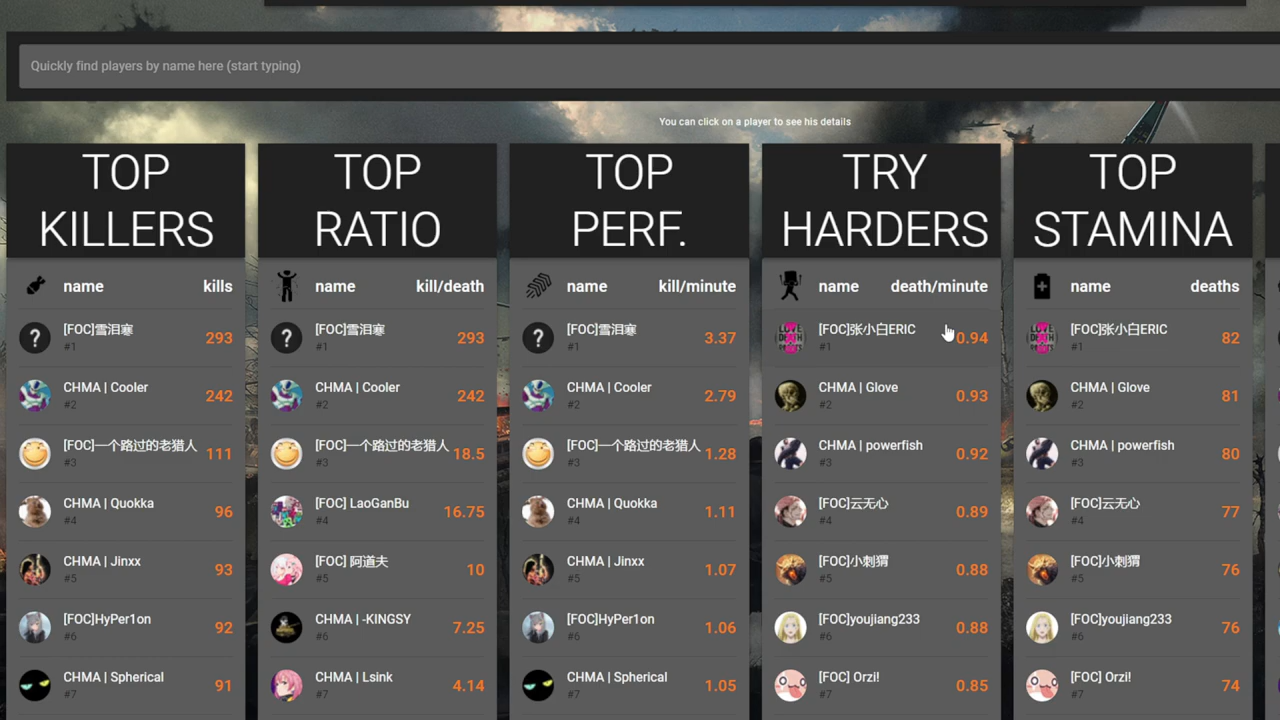 Quickly find players by name here (start typing)
You can click on a player to see his details
TOP
KILLERS
name kills
?
[FOC]雪泪寒
#1
293
CHMA | Cooler
#2
242
[FOC]一个路过的老猎人
#3
111
CHMA | Quokka
#4
96
CHMA | Jinxx
#5
93
[FOC]HyPer1on
#6
92
CHMA | Spherical
#7
91
TOP
RATIO
name kill/death
?
[FOC]雪泪寒
#1
293
CHMA | Cooler
#2
242
[FOC]一个路过的老猎人
#3
18.5
[FOC] LaoGanBu
#4
16.75
[FOC] 阿道夫
#5
10
CHMA | -KINGSY
#6
7.25
CHMA | Lsink
#7
4.14
TOP
PERF.
name kill/minute
?
[FOC]雪泪寒
#1
3.37
CHMA | Cooler
#2
2.79
[FOC]一个路过的老猎人
#3
1.28
CHMA | Quokka
#4
1.11
CHMA | Jinxx
#5
1.07
[FOC]HyPer1on
#6
1.06
CHMA | Spherical
#7
1.05
TRY
HARDERS
name death/minute
[FOC]张小白ERIC
#1
0.94
CHMA | Glove
#2
0.93
CHMA | powerfish
#3
0.92
[FOC]云无心
#4
0.89
[FOC]小刺猬
#5
0.88
[FOC]youjiang233
#6
0.88
[FOC] Orzi!
#7
0.85
TOP
STAMINA
name deaths
[FOC]张小白ERIC
#1
82
CHMA | Glove
#2
81
CHMA | powerfish
#3
80
[FOC]云无心
#4
77
[FOC]小刺猬
#5
76
[FOC]youjiang233
#6
76
[FOC] Orzi!
#7
74